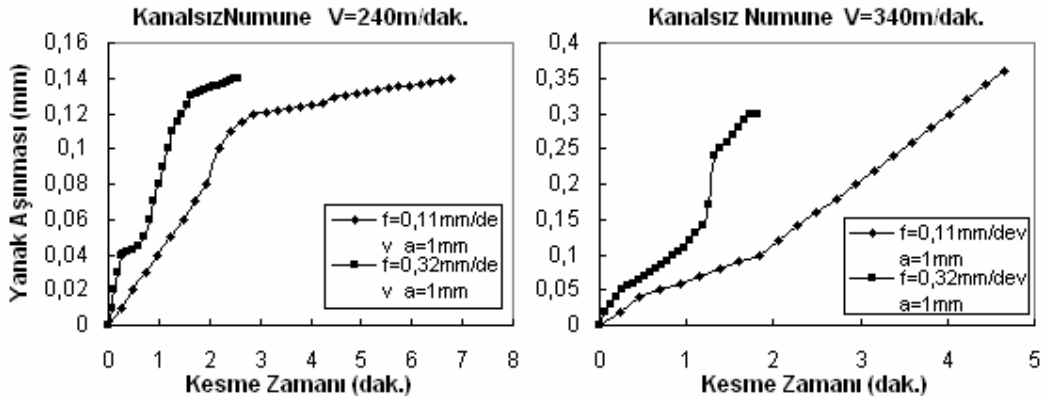 KanalsızNumune V=240m/dak.
Yanak Aşınması (mm)
0,16
0,14
0,12
0,1
0,08
0,06
0,04
0,02
0
0 1 2 3 4 5 6 7 8
f=0,11mm/de
v a=1mm
f=0,32mm/de
v a=1mm
Kesme Zamanı (dak.)
Kanalsız Numune V=340m/dak.
0,4
0,35
0,3
0,25
0,2
0,15
0,1
0,05
0
0 1 2 3 4 5
f=0,11mm/dev
a=1mm
f=0,32mm/dev
a=1mm
Kesme Zamanı (dak.)